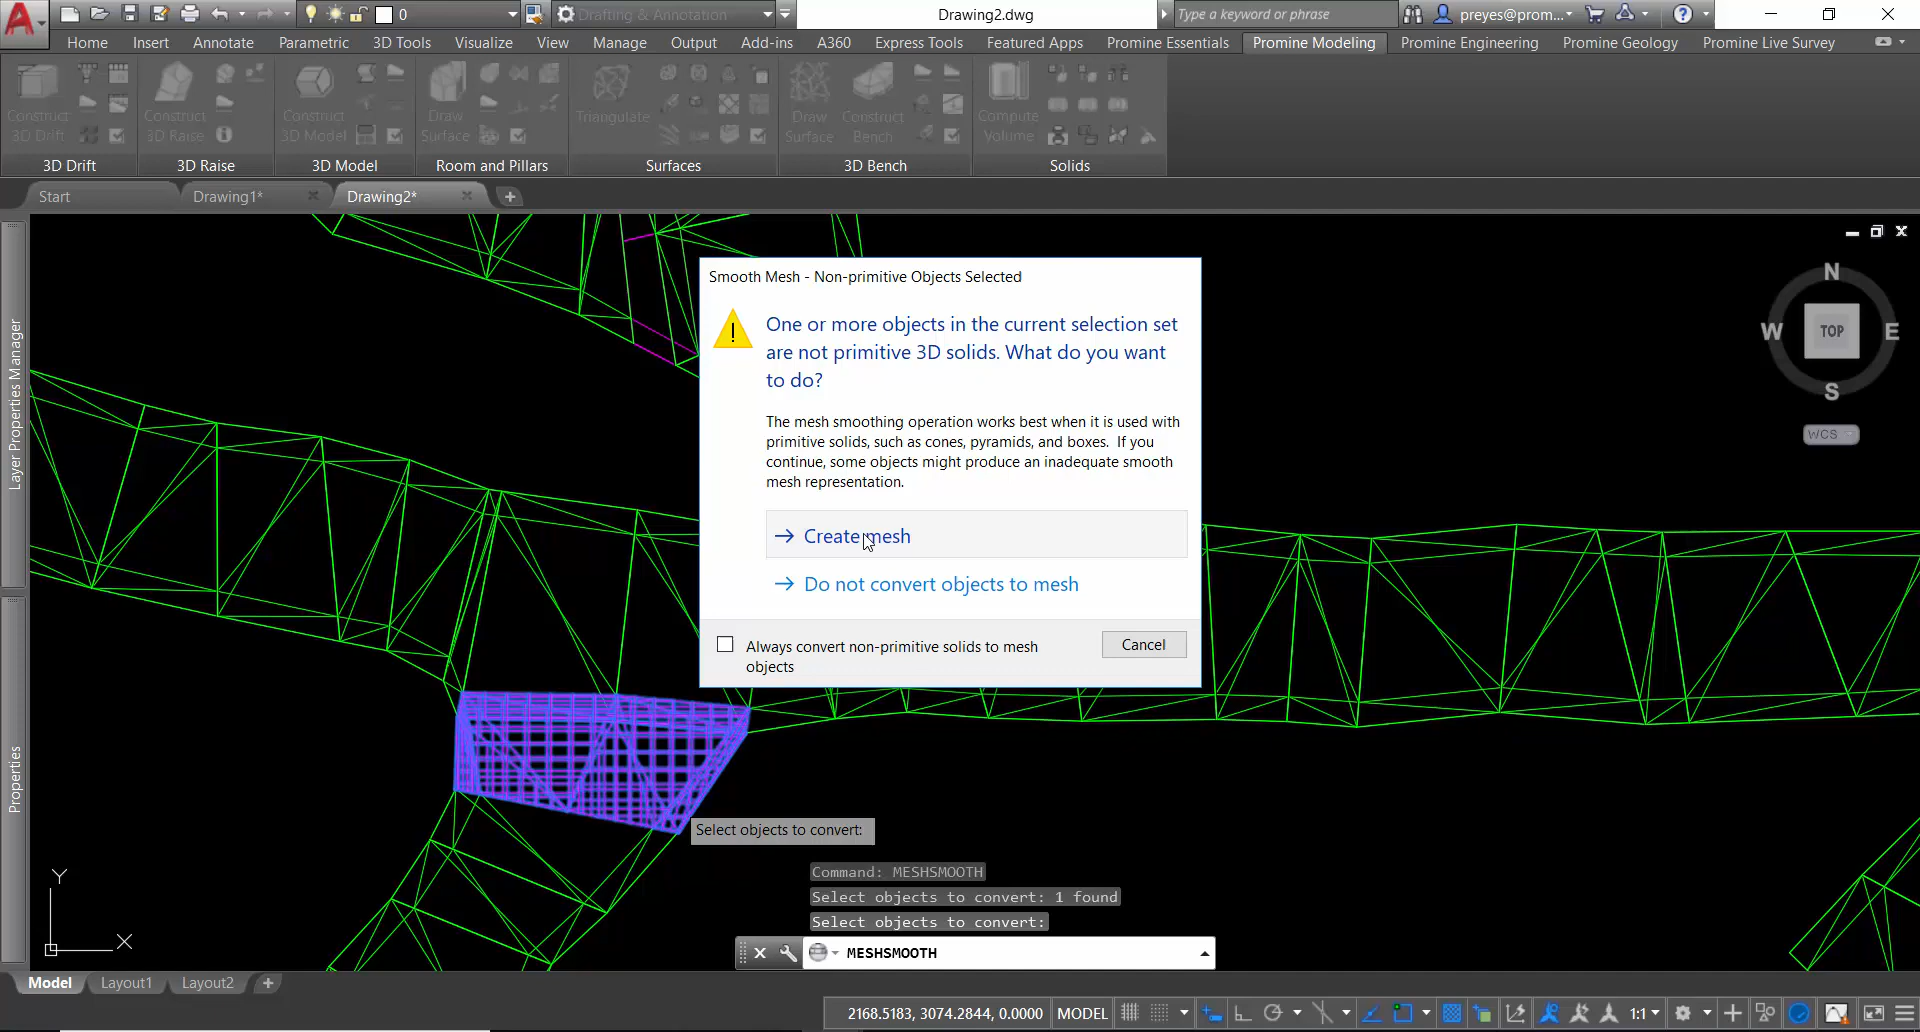 A
0
Drafting & Annotation
Drawing2.dwg
Type a keyword or phrase
preyes@prom...
Home Insert Annotate Parametric 3D Tools Visualize View Manage Output Add-ins A360 Express Tools Featured Apps Promine Essentials Promine Modeling Promine Engineering Promine Geology Promine Live Survey
Construct
3D Drift
Construct
3D Raise
Construct
3D Model
Draw
Surface
Triangulate
Draw
Surface
Construct
Bench
Compute
Volume
3D Drift 3D Raise 3D Model Room and Pillars Surfaces 3D Bench Solids
Start Drawing1* Drawing2*
Layer Properties Manager
Properties
N
W TOP E
S
WCS
Smooth Mesh - Non-primitive Objects Selected
One or more objects in the current selection set
are not primitive 3D solids. What do you want
to do?
The mesh smoothing operation works best when it is used with
primitive solids, such as cones, pyramids, and boxes. If you
continue, some objects might produce an inadequate smooth
mesh representation.
Create mesh
Do not convert objects to mesh
Always convert non-primitive solids to mesh
objects
Cancel
Select objects to convert:
Command: MESHSMOOTH
Select objects to convert: 1 found
Select objects to convert:
MESHSMOOTH
Y
X
Model Layout1 Layout2
2168.5183, 3074.2844, 0.0000 MODEL 1:1